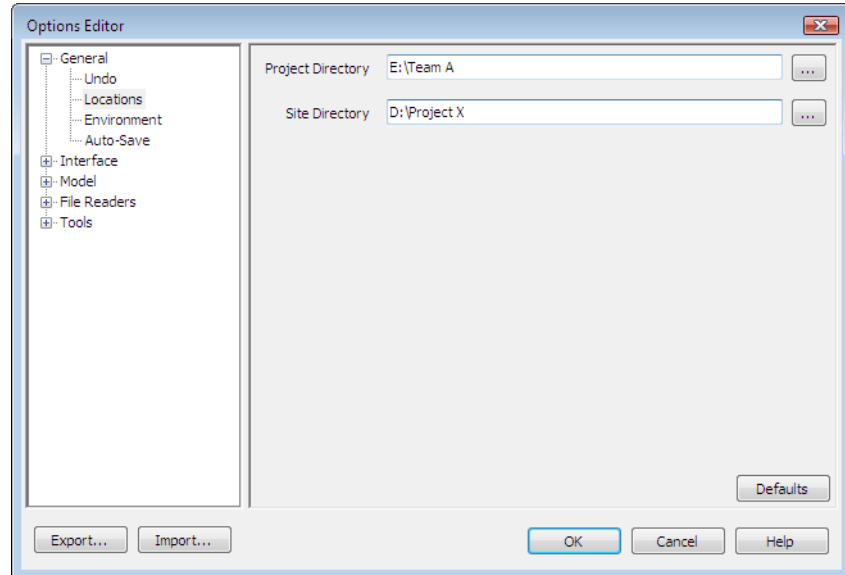 Options Editor
General
Undo
Locations
Environment
Auto-Save
Interface
Model
File Readers
Tools
Project Directory E:\Team A ...
Site Directory D:\Project X ...
Defaults
Export... Import... OK Cancel Help